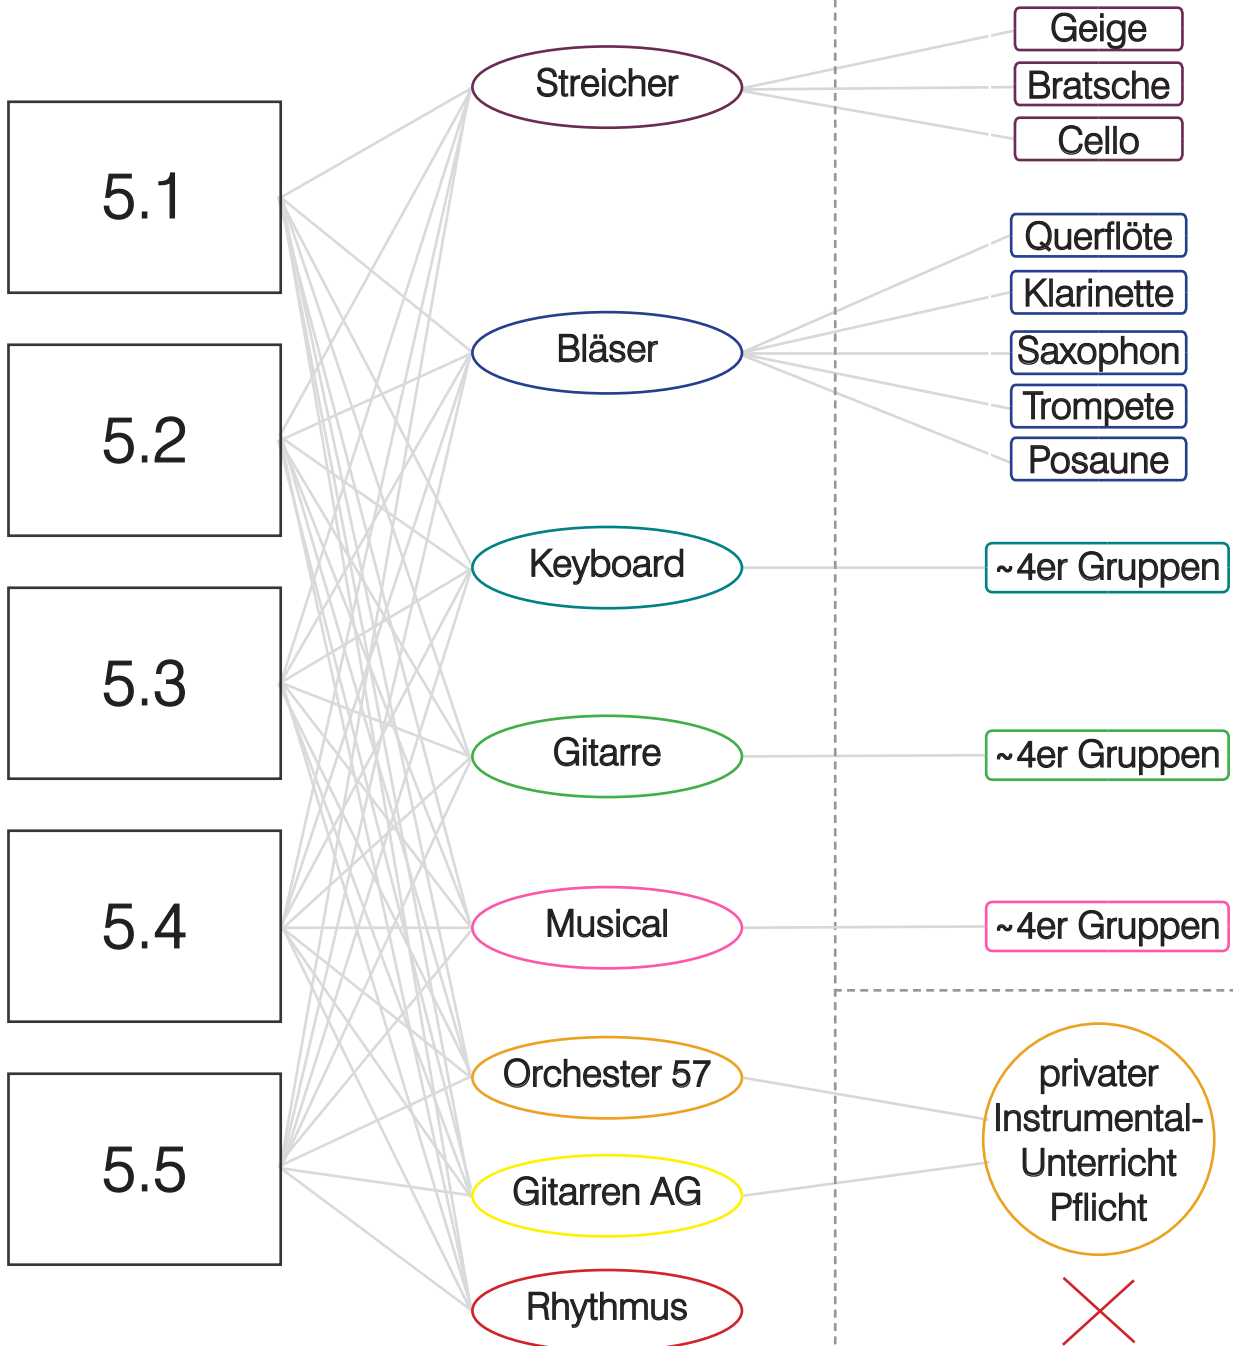 5.1
5.2
5.3
5.4
5.5
Streicher
Bläser
Keyboard
Gitarre
Musical
Orchester 57
Gitarren AG
Rhythmus
Geige
Bratsche
Cello
Querflöte
Klarinette
Saxophon
Trompete
Posaune
~4er Gruppen
~4er Gruppen
~4er Gruppen
privater
Instrumental-
Unterricht
Pflicht